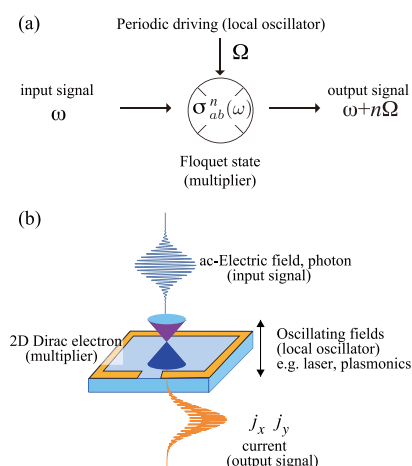 (a)
Periodic driving (local oscillator)
Ω
input signal
ω
σⁿ_ab(ω)
output signal
ω+nΩ
Floquet state
(multiplier)
(b)
ac-Electric field, photon
(input signal)
2D Dirac electron
(multiplier)
Oscillating fields
(local oscillator)
e.g. laser, plasmonics
j_x j_y
current
(output signal)